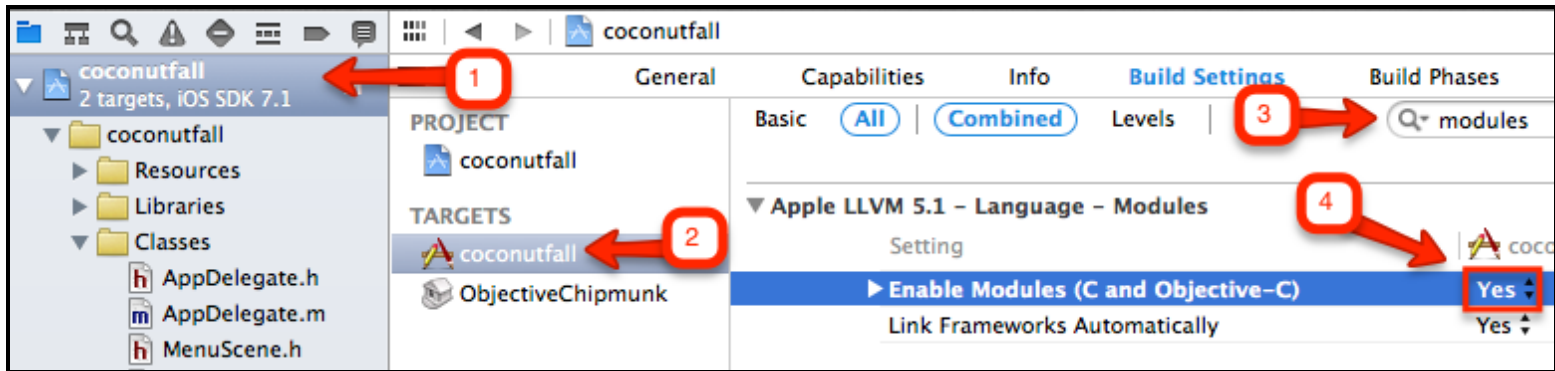 coconutfall
coconutfall
2 targets, iOS SDK 7.1
1
General
Capabilities
Info
Build Settings
Build Phases
coconutfall
Resources
Libraries
Classes
h AppDelegate.h
m AppDelegate.m
h MenuScene.h
PROJECT
coconutfall
TARGETS
coconutfall
2
ObjectiveChipmunk
Basic All Combined Levels
3
modules
Apple LLVM 5.1 – Language – Modules
4
Setting
coco
Enable Modules (C and Objective-C) Yes
Link Frameworks Automatically Yes